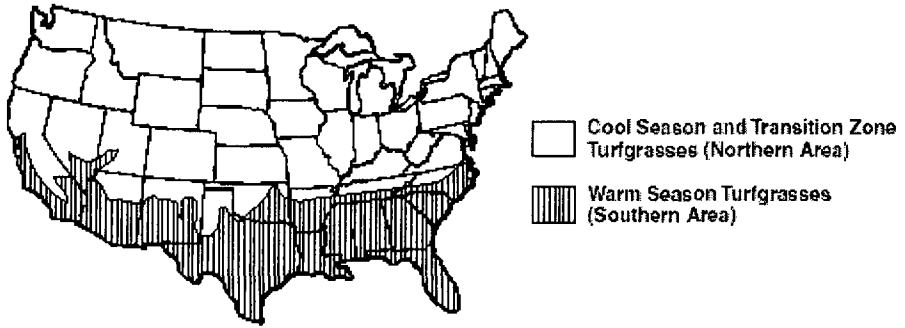 Cool Season and Transition Zone
Turfgrasses (Northern Area)
Warm Season Turfgrasses
(Southern Area)